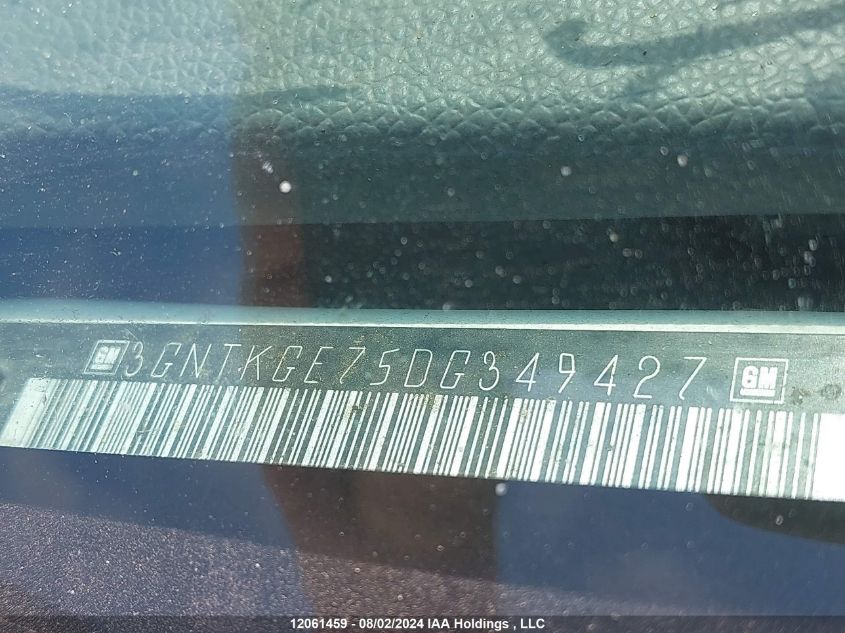 GM 3GNTKGE75DG349427 GM
12061459 - 08/02/2024 IAA Holdings , LLC